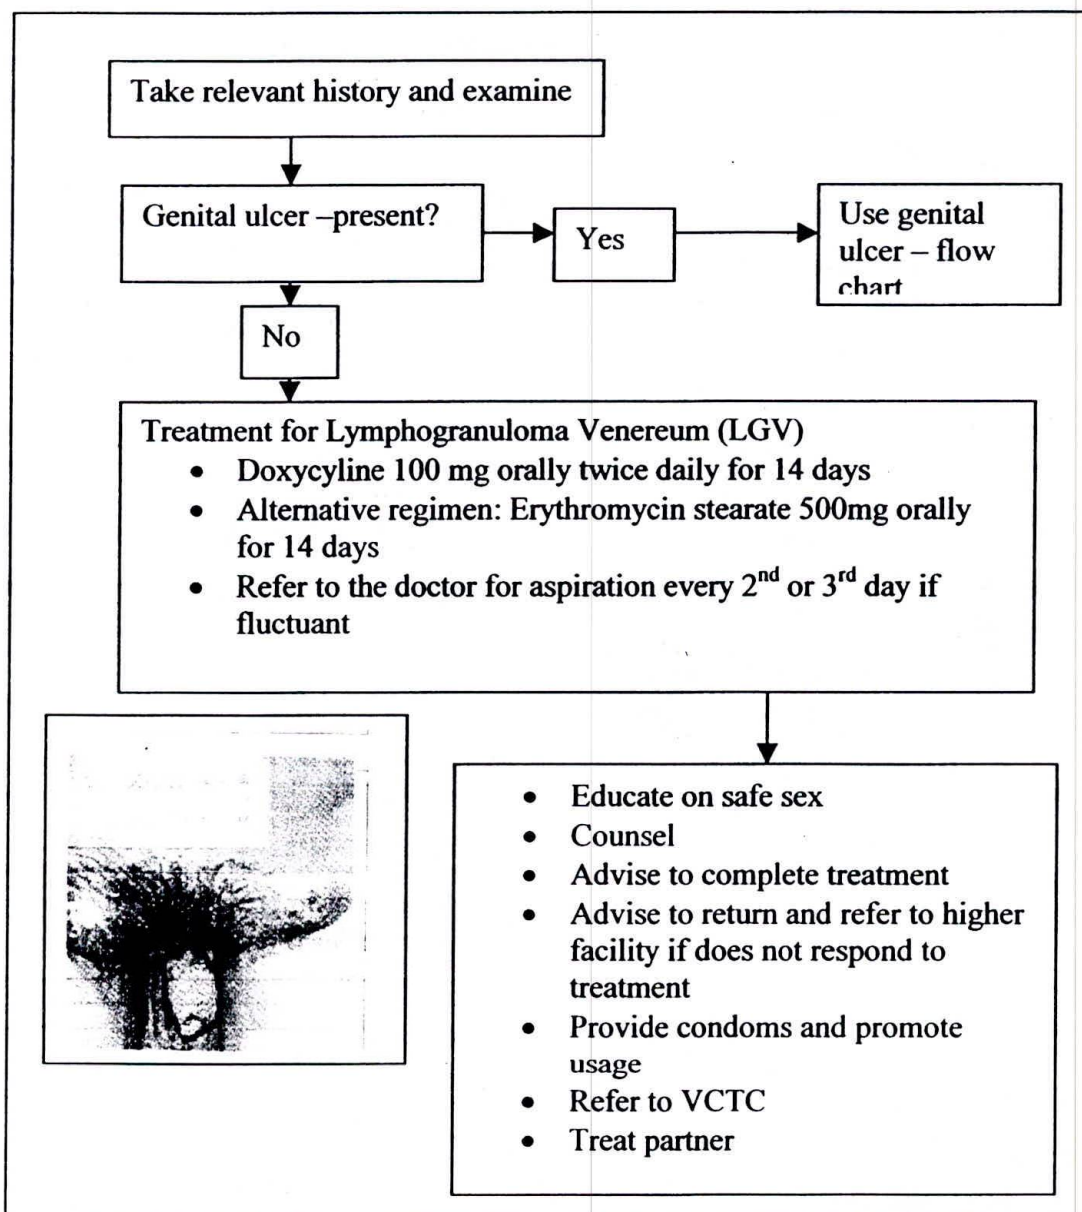 Take relevant history and examine
Genital ulcer –present?
Yes
Use genital
ulcer – flow
chart
No
Treatment for Lymphogranuloma Venereum (LGV)
• Doxycyline 100 mg orally twice daily for 14 days
• Alternative regimen: Erythromycin stearate 500mg orally
for 14 days
• Refer to the doctor for aspiration every 2nd or 3rd day if
fluctuant
• Educate on safe sex
• Counsel
• Advise to complete treatment
• Advise to return and refer to higher
facility if does not respond to
treatment
• Provide condoms and promote
usage
• Refer to VCTC
• Treat partner